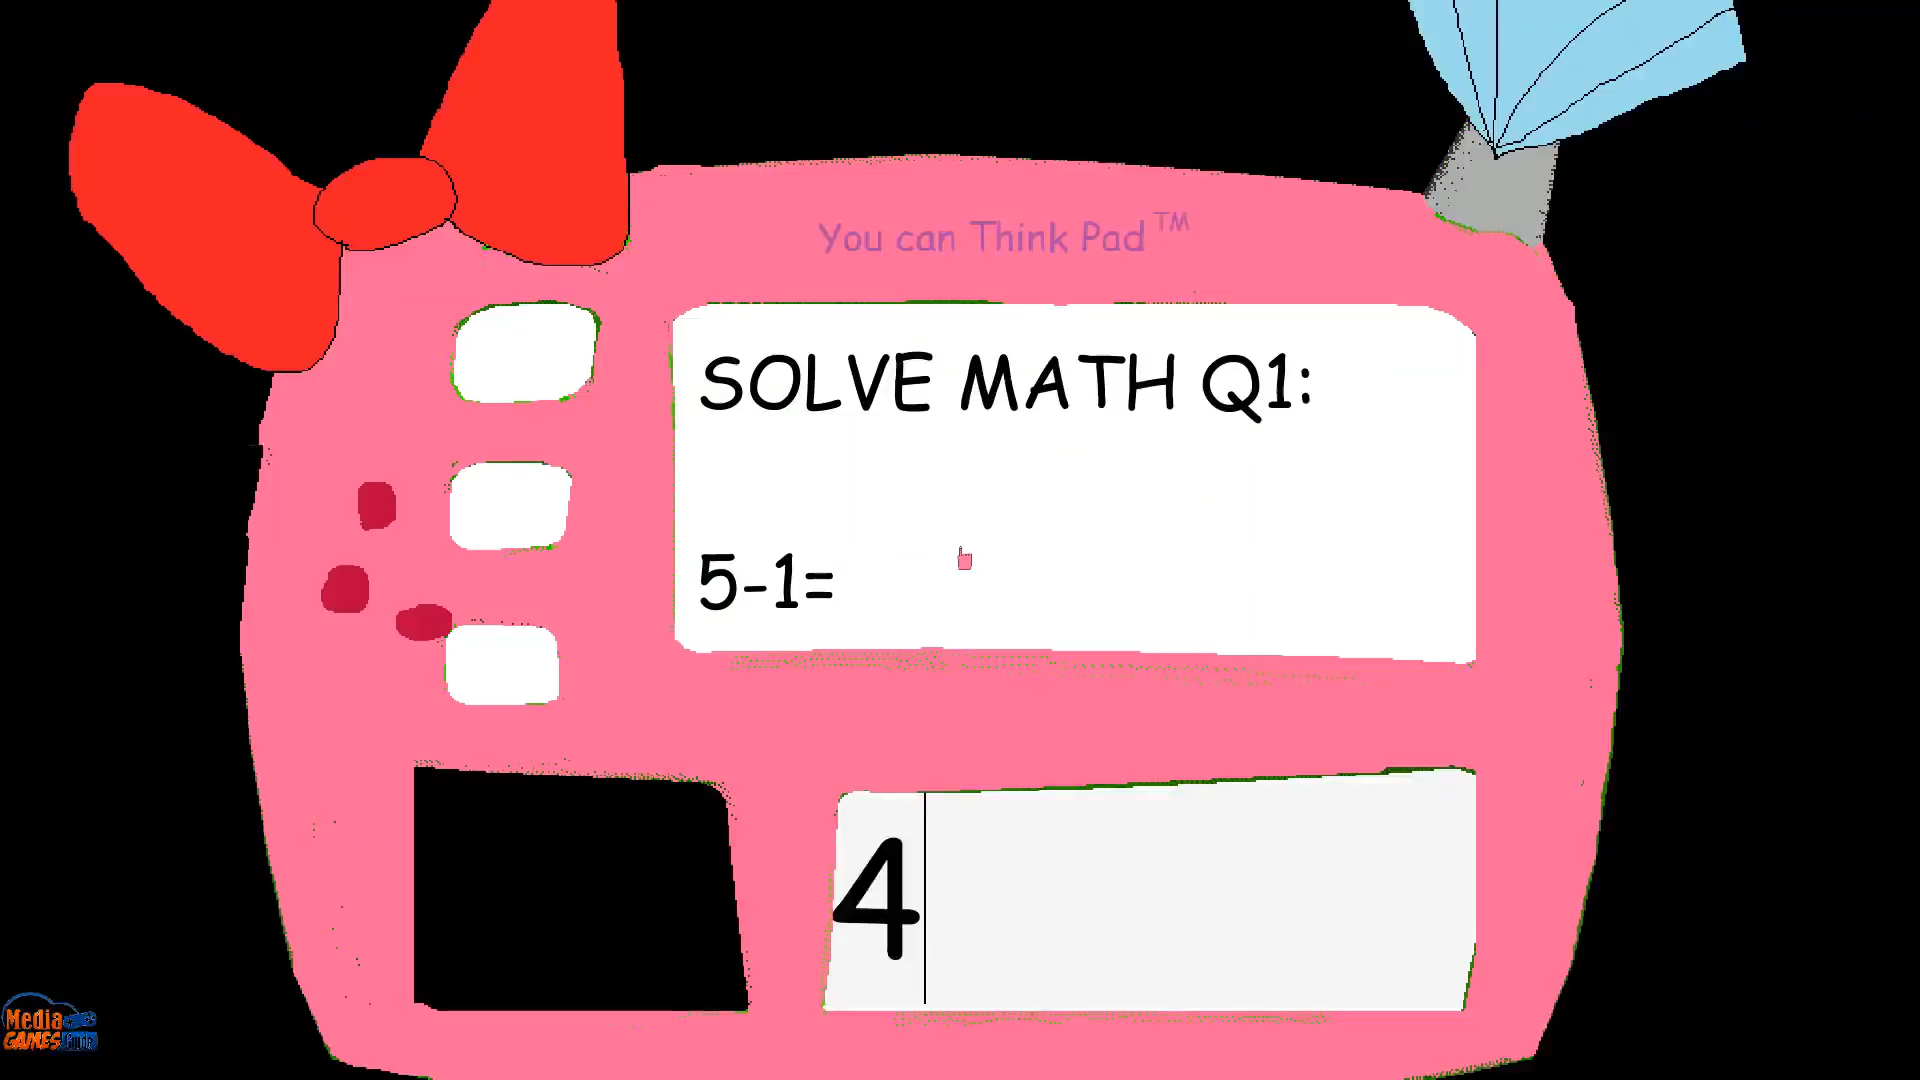 You can Think Pad™
SOLVE MATH Q1:
5-1=
4
Media
GAMES